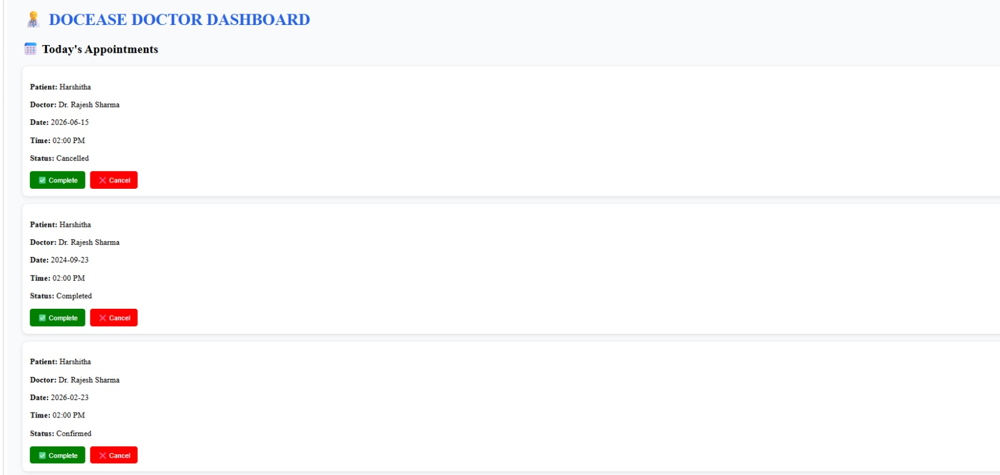 DOCEASE DOCTOR DASHBOARD
Today's Appointments
Patient: Harshitha
Doctor: Dr. Rajesh Sharma
Date: 2026-06-15
Time: 02:00 PM
Status: Cancelled
Complete Cancel
Patient: Harshitha
Doctor: Dr. Rajesh Sharma
Date: 2024-09-23
Time: 02:00 PM
Status: Completed
Complete Cancel
Patient: Harshitha
Doctor: Dr. Rajesh Sharma
Date: 2026-02-23
Time: 02:00 PM
Status: Confirmed
Complete Cancel